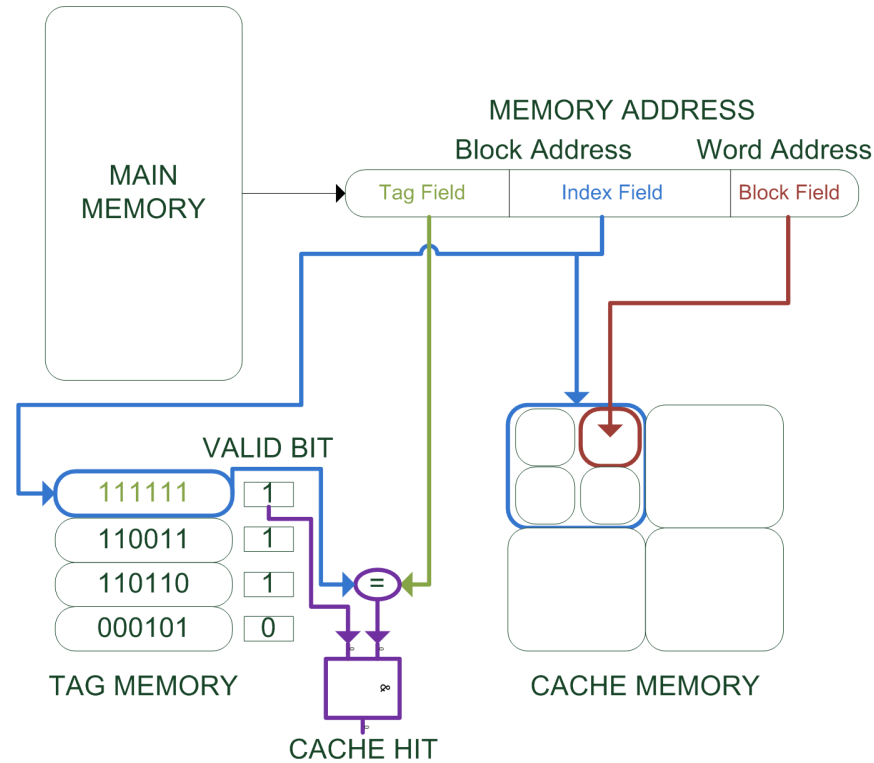 MEMORY ADDRESS
Block Address
Word Address
MAIN
MEMORY
Tag Field
Index Field
Block Field
VALID BIT
111111
1
110011
1
110110
1
000101
0
=
&
TAG MEMORY
CACHE MEMORY
CACHE HIT